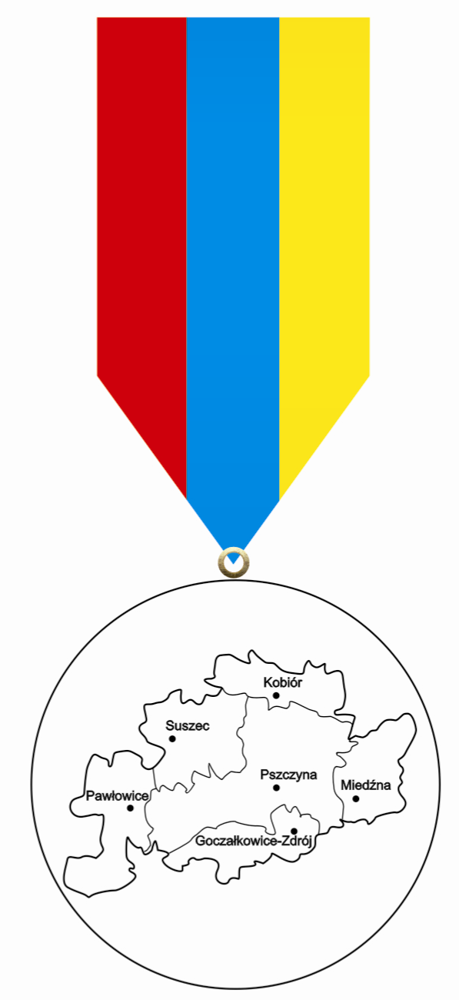 Kobiór
Suszec
Pszczyna
Miedźna
Pawłowice
Goczałkowice-Zdrój